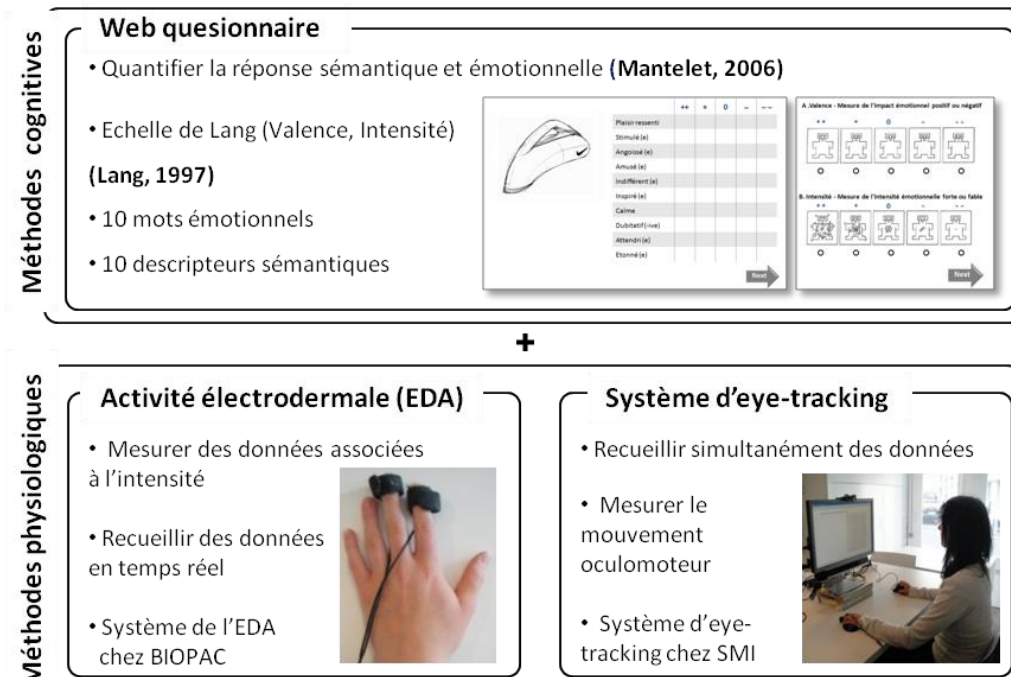 Méthodes cognitives
Web quesionnaire
• Quantifier la réponse sémantique et émotionnelle (Mantelet, 2006)
• Echelle de Lang (Valence, Intensité)
(Lang, 1997)
• 10 mots émotionnels
• 10 descripteurs sémantiques
++ + 0 - --
Plaisir ressenti
Stimulé (e)
Angoissé (e)
Amusé (e)
Indifférent (e)
Inspiré (e)
Calme
Dubitatif (-ive)
Attendri (e)
Etonné (e)
Next
A .Valence - Mesure de l'impact émotionnel positif ou négatif
++ + 0 - --
B. Intensité - Mesure de l'intensité émotionnelle forte ou faible
++ + 0 - --
Next
+
Méthodes physiologiques
Activité électrodermale (EDA)
• Mesurer des données associées
à l'intensité
• Recueillir des données
en temps réel
• Système de l'EDA
chez BIOPAC
Système d'eye-tracking
• Recueillir simultanément des données
• Mesurer le
mouvement
oculomoteur
• Système d'eye-
tracking chez SMI